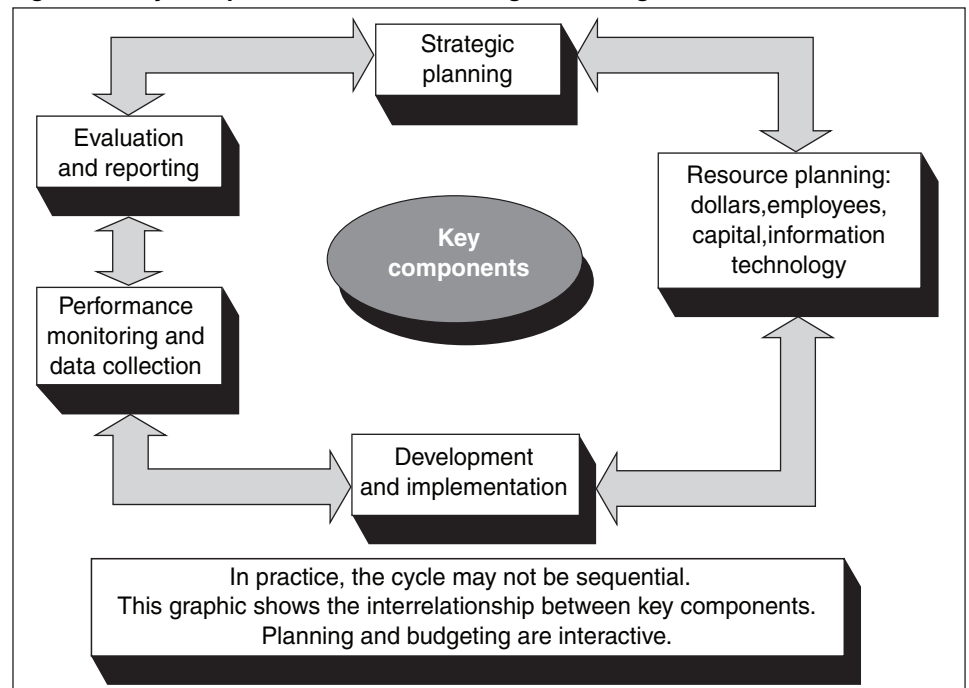 Strategic
planning
Evaluation
and reporting
Resource planning:
dollars,employees,
capital,information
technology
Key
components
Performance
monitoring and
data collection
Development
and implementation
In practice, the cycle may not be sequential.
This graphic shows the interrelationship between key components.
Planning and budgeting are interactive.